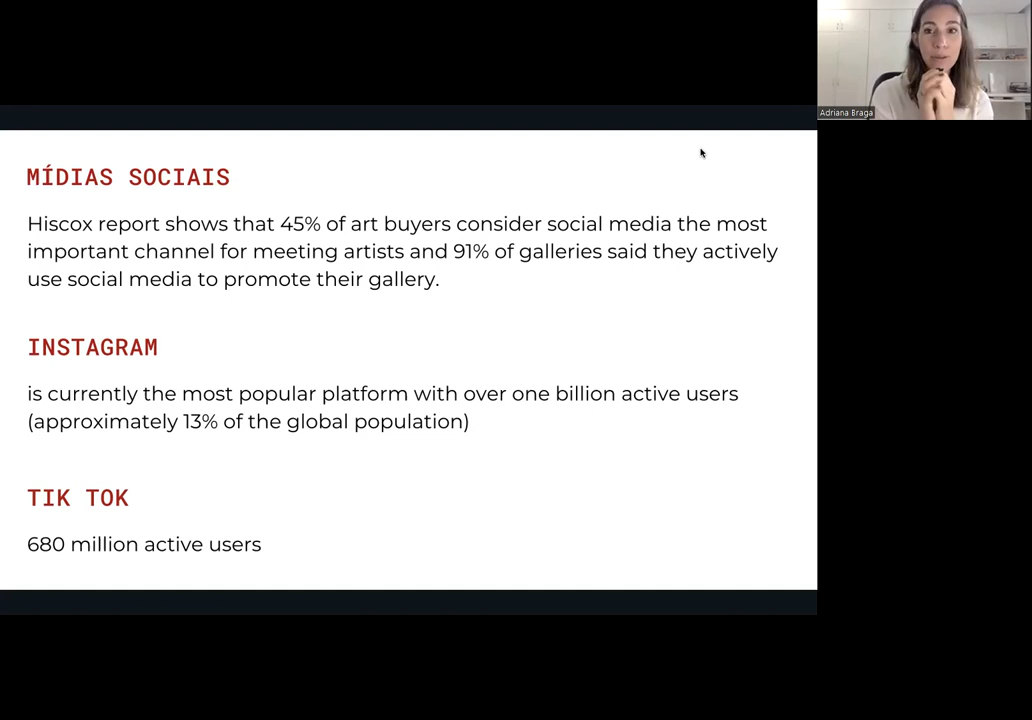 Adriana Braga
MÍDIAS SOCIAIS
Hiscox report shows that 45% of art buyers consider social media the most
important channel for meeting artists and 91% of galleries said they actively
use social media to promote their gallery.
INSTAGRAM
is currently the most popular platform with over one billion active users
(approximately 13% of the global population)
TIK TOK
680 million active users